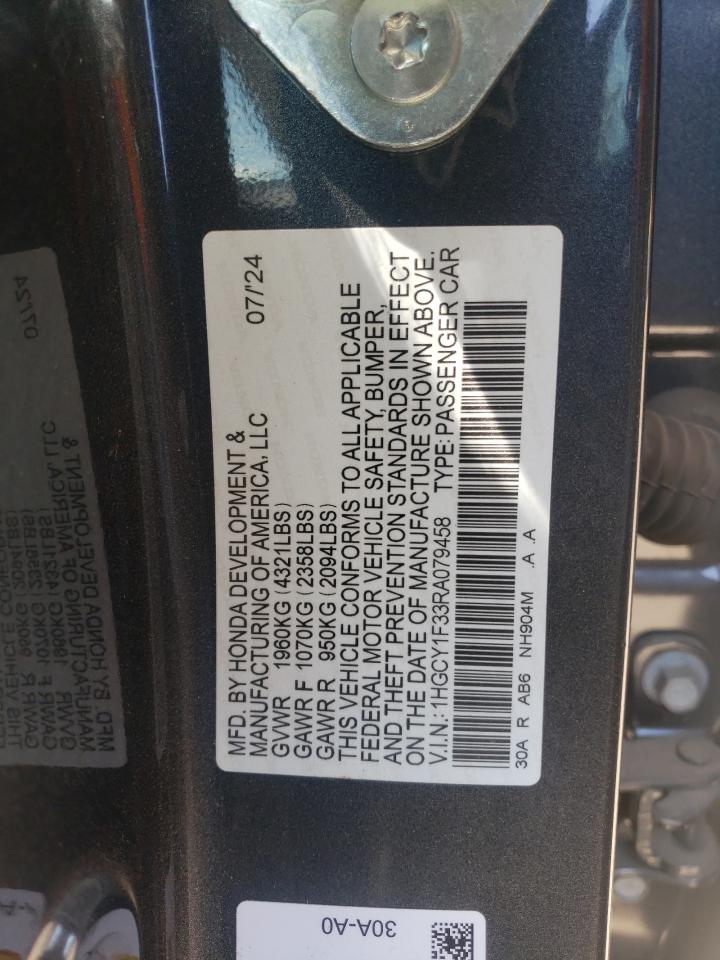 MFD. BY HONDA DEVELOPMENT &
MANUFACTURING OF AMERICA, LLC 07/'24
GVWR 1960KG (4321LBS)
GAWR F 1070KG (2358LBS)
GAWR R 950KG (2094LBS)
THIS VEHICLE CONFORMS TO ALL APPLICABLE
FEDERAL MOTOR VEHICLE SAFETY, BUMPER,
AND THEFT PREVENTION STANDARDS IN EFFECT
ON THE DATE OF MANUFACTURE SHOWN ABOVE.
V.I.N.: 1HGCY1F33RA079458 TYPE: PASSENGER CAR
30A R AB6 NH904M .A .A
30A-A0